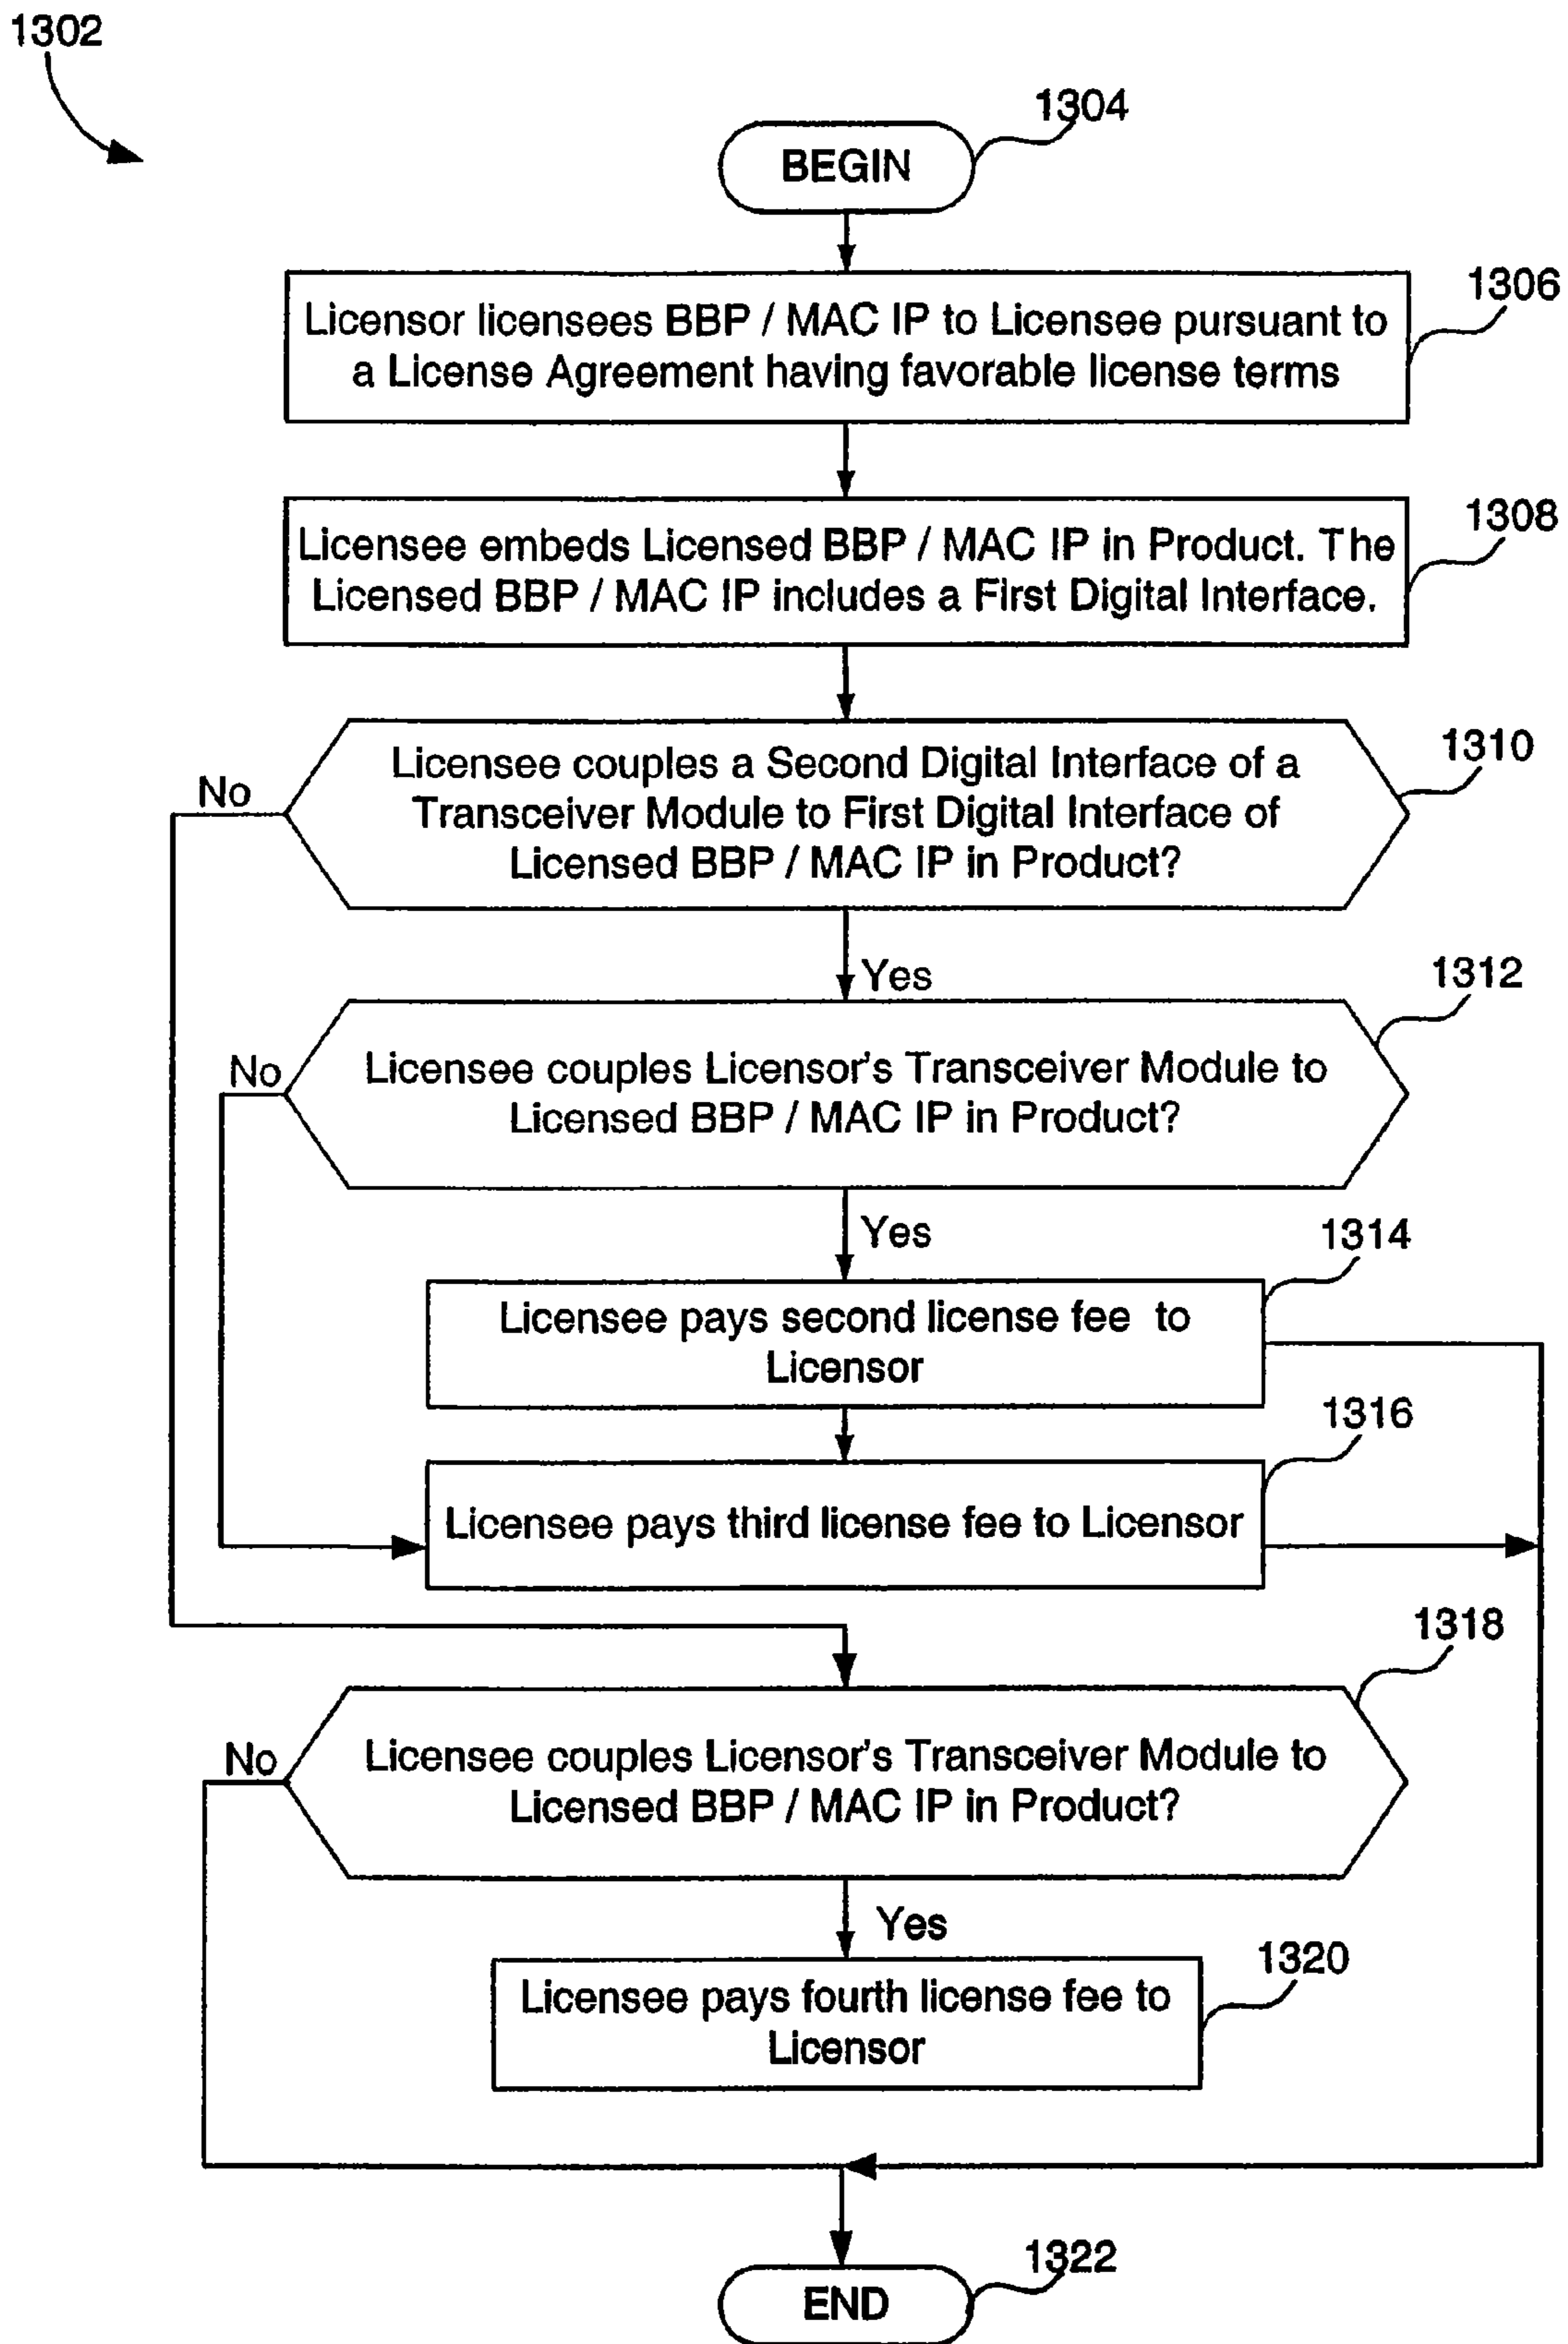 1302
1304
BEGIN
1306
Licensor licensees BBP / MAC IP to Licensee pursuant to
a License Agreement having favorable license terms
1308
Licensee embeds Licensed BBP / MAC IP in Product. The
Licensed BBP / MAC IP includes a First Digital Interface.
1310
No
Licensee couples a Second Digital Interface of a
Transceiver Module to First Digital Interface of
Licensed BBP / MAC IP in Product?
Yes
1312
No
Licensee couples Licensor's Transceiver Module to
Licensed BBP / MAC IP in Product?
Yes
1314
Licensee pays second license fee to
Licensor
1316
Licensee pays third license fee to Licensor
1318
No
Licensee couples Licensor's Transceiver Module to
Licensed BBP / MAC IP in Product?
Yes
1320
Licensee pays fourth license fee to
Licensor
1322
END